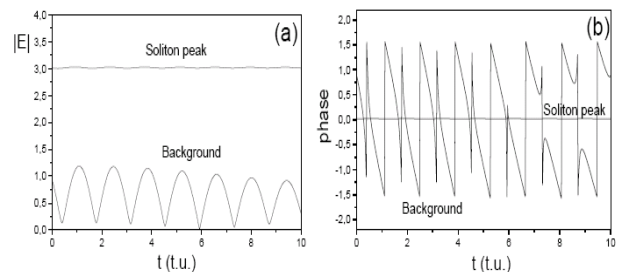 (a)
|E|
4.0
3.5
3.0
2.5
2.0
1.5
1.0
0.5
0.0
Soliton peak
Background
0 2 4 6 8 10
t (t.u.)
(b)
phase
1,5
1,0
0,5
0,0
-0,5
-1,0
-1,5
-2,0
Soliton peak
Background
0 2 4 6 8 10
t (t.u.)